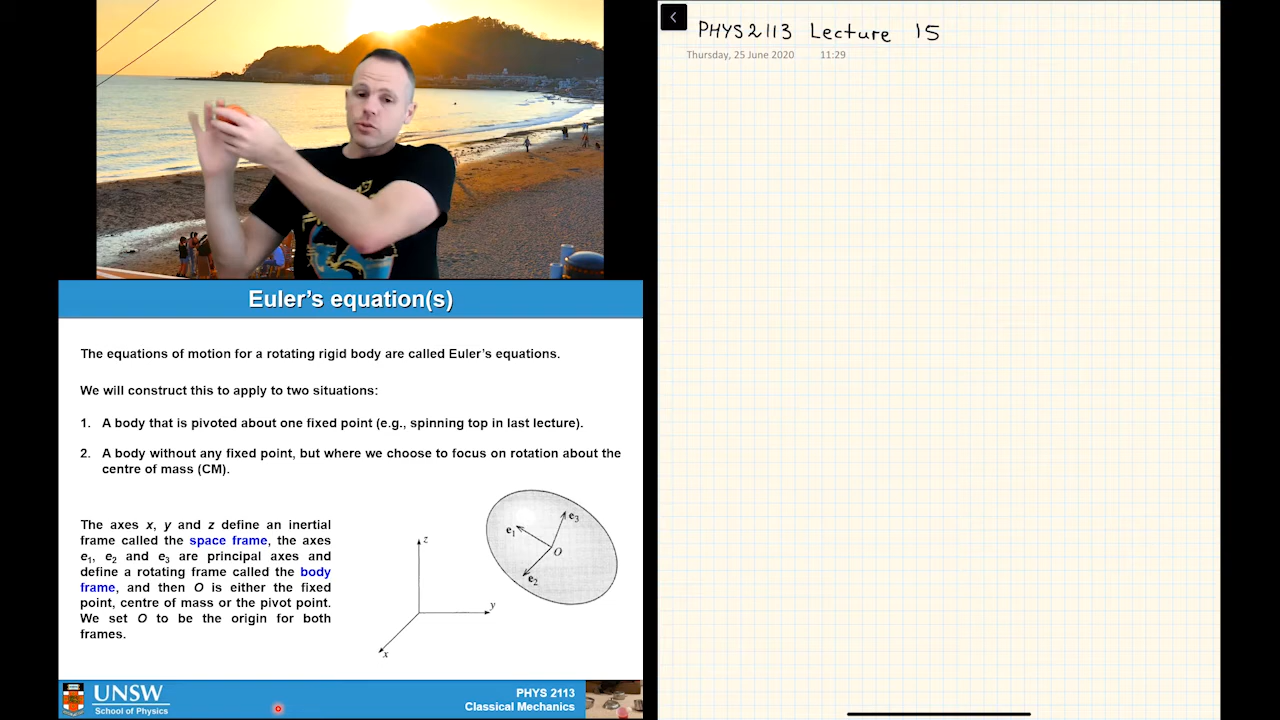 PHYS2113 Lecture 15
Thursday, 25 June 2020 11:29
Euler's equation(s)
The equations of motion for a rotating rigid body are called Euler's equations.
We will construct this to apply to two situations:
1. A body that is pivoted about one fixed point (e.g., spinning top in last lecture).
2. A body without any fixed point, but where we choose to focus on rotation about the
centre of mass (CM).
The axes x, y and z define an inertial
frame called the space frame, the axes
e1, e2 and e3 are principal axes and
define a rotating frame called the body
frame, and then O is either the fixed
point, centre of mass or the pivot point.
We set O to be the origin for both
frames.
z
y
x
e1
e3
O
e2
UNSW
School of Physics
PHYS 2113
Classical Mechanics